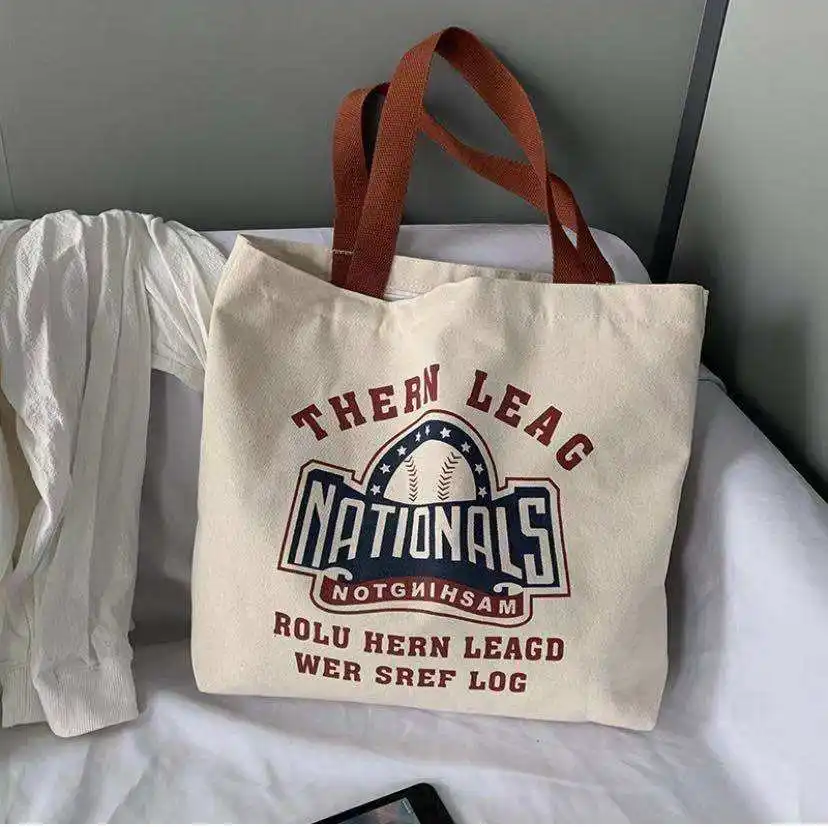 THERN LEAG
NATIONALS
NOTGNIHSAM
ROLU HERN LEAGD
WER SREF LOG